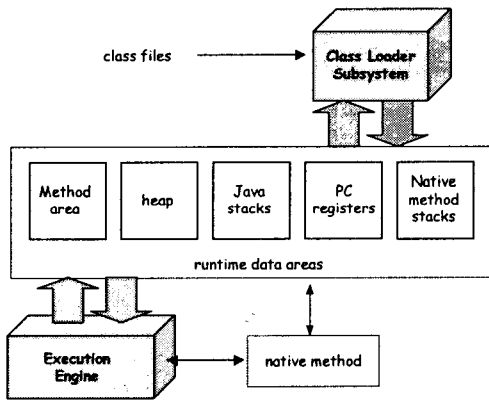 class files
Class Loader
Subsystem
Method
area
heap
Java
stacks
PC
registers
Native
method
stacks
runtime data areas
Execution
Engine
native method